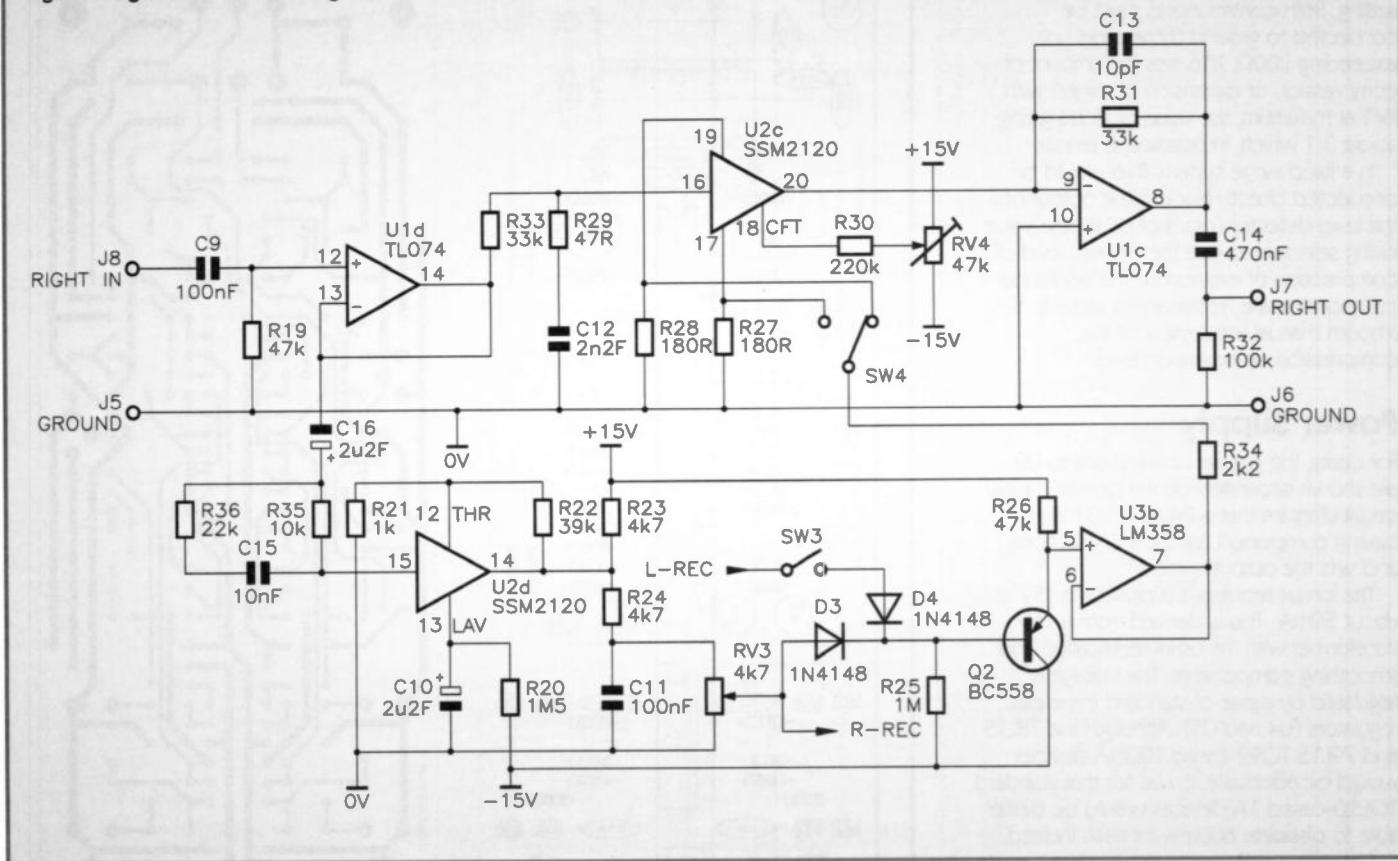 C13
10pF
R31
33k
U2c
SSM2120
19
16
20
17
18
CFT
+15V
R30
220k
RV4
47k
−15V
9
10
8
U1c
TL074
C14
470nF
J7
RIGHT OUT
R32
100k
J6
GROUND
J8
RIGHT IN
C9
100nF
R19
47k
U1d
TL074
12
13
14
R33
33k
R29
47R
C12
2n2F
R28
180R
R27
180R
SW4
J5
GROUND
C16
2u2F
+
0V
+15V
R36
22k
R35
10k
R21
1k
12
THR
R22
39k
R23
4k7
C15
10nF
15
14
U2d
SSM2120
13
LAV
R24
4k7
L-REC
SW3
D4
1N4148
D3
1N4148
R26
47k
U3b
LM358
5
6
7
R34
2k2
C10
2u2F
+
R20
1M5
C11
100nF
RV3
4k7
R25
1M
Q2
BC558
R-REC
0V
−15V